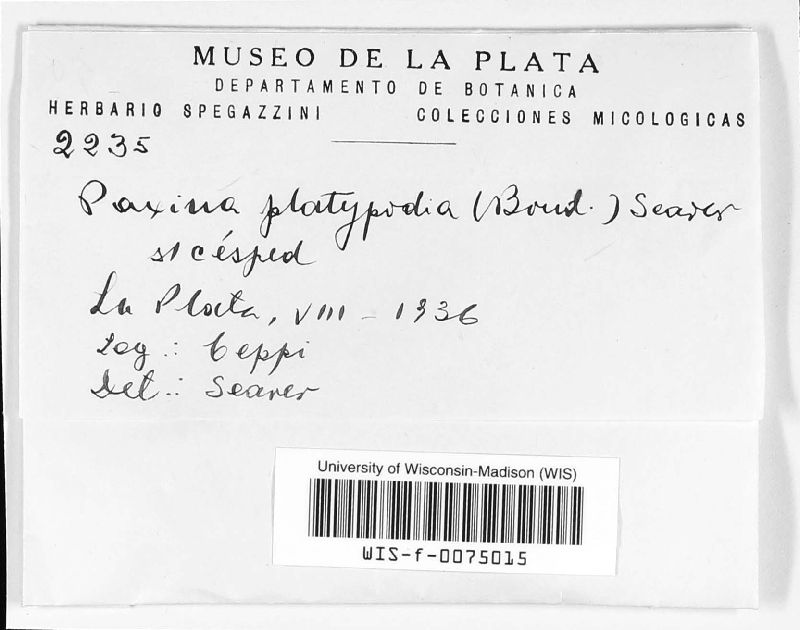 MUSEO DE LA PLATA
DEPARTAMENTO DE BOTANICA
HERBARIO SPEGAZZINI COLECCIONES MICOLOGICAS
2235
Paxina platypodia (Boud.) Seaver
s/ césped
La Plata, VIII - 1936
Leg.: Ceppi
Det.: Seaver
University of Wisconsin-Madison (WIS)
WIS-f-0075015